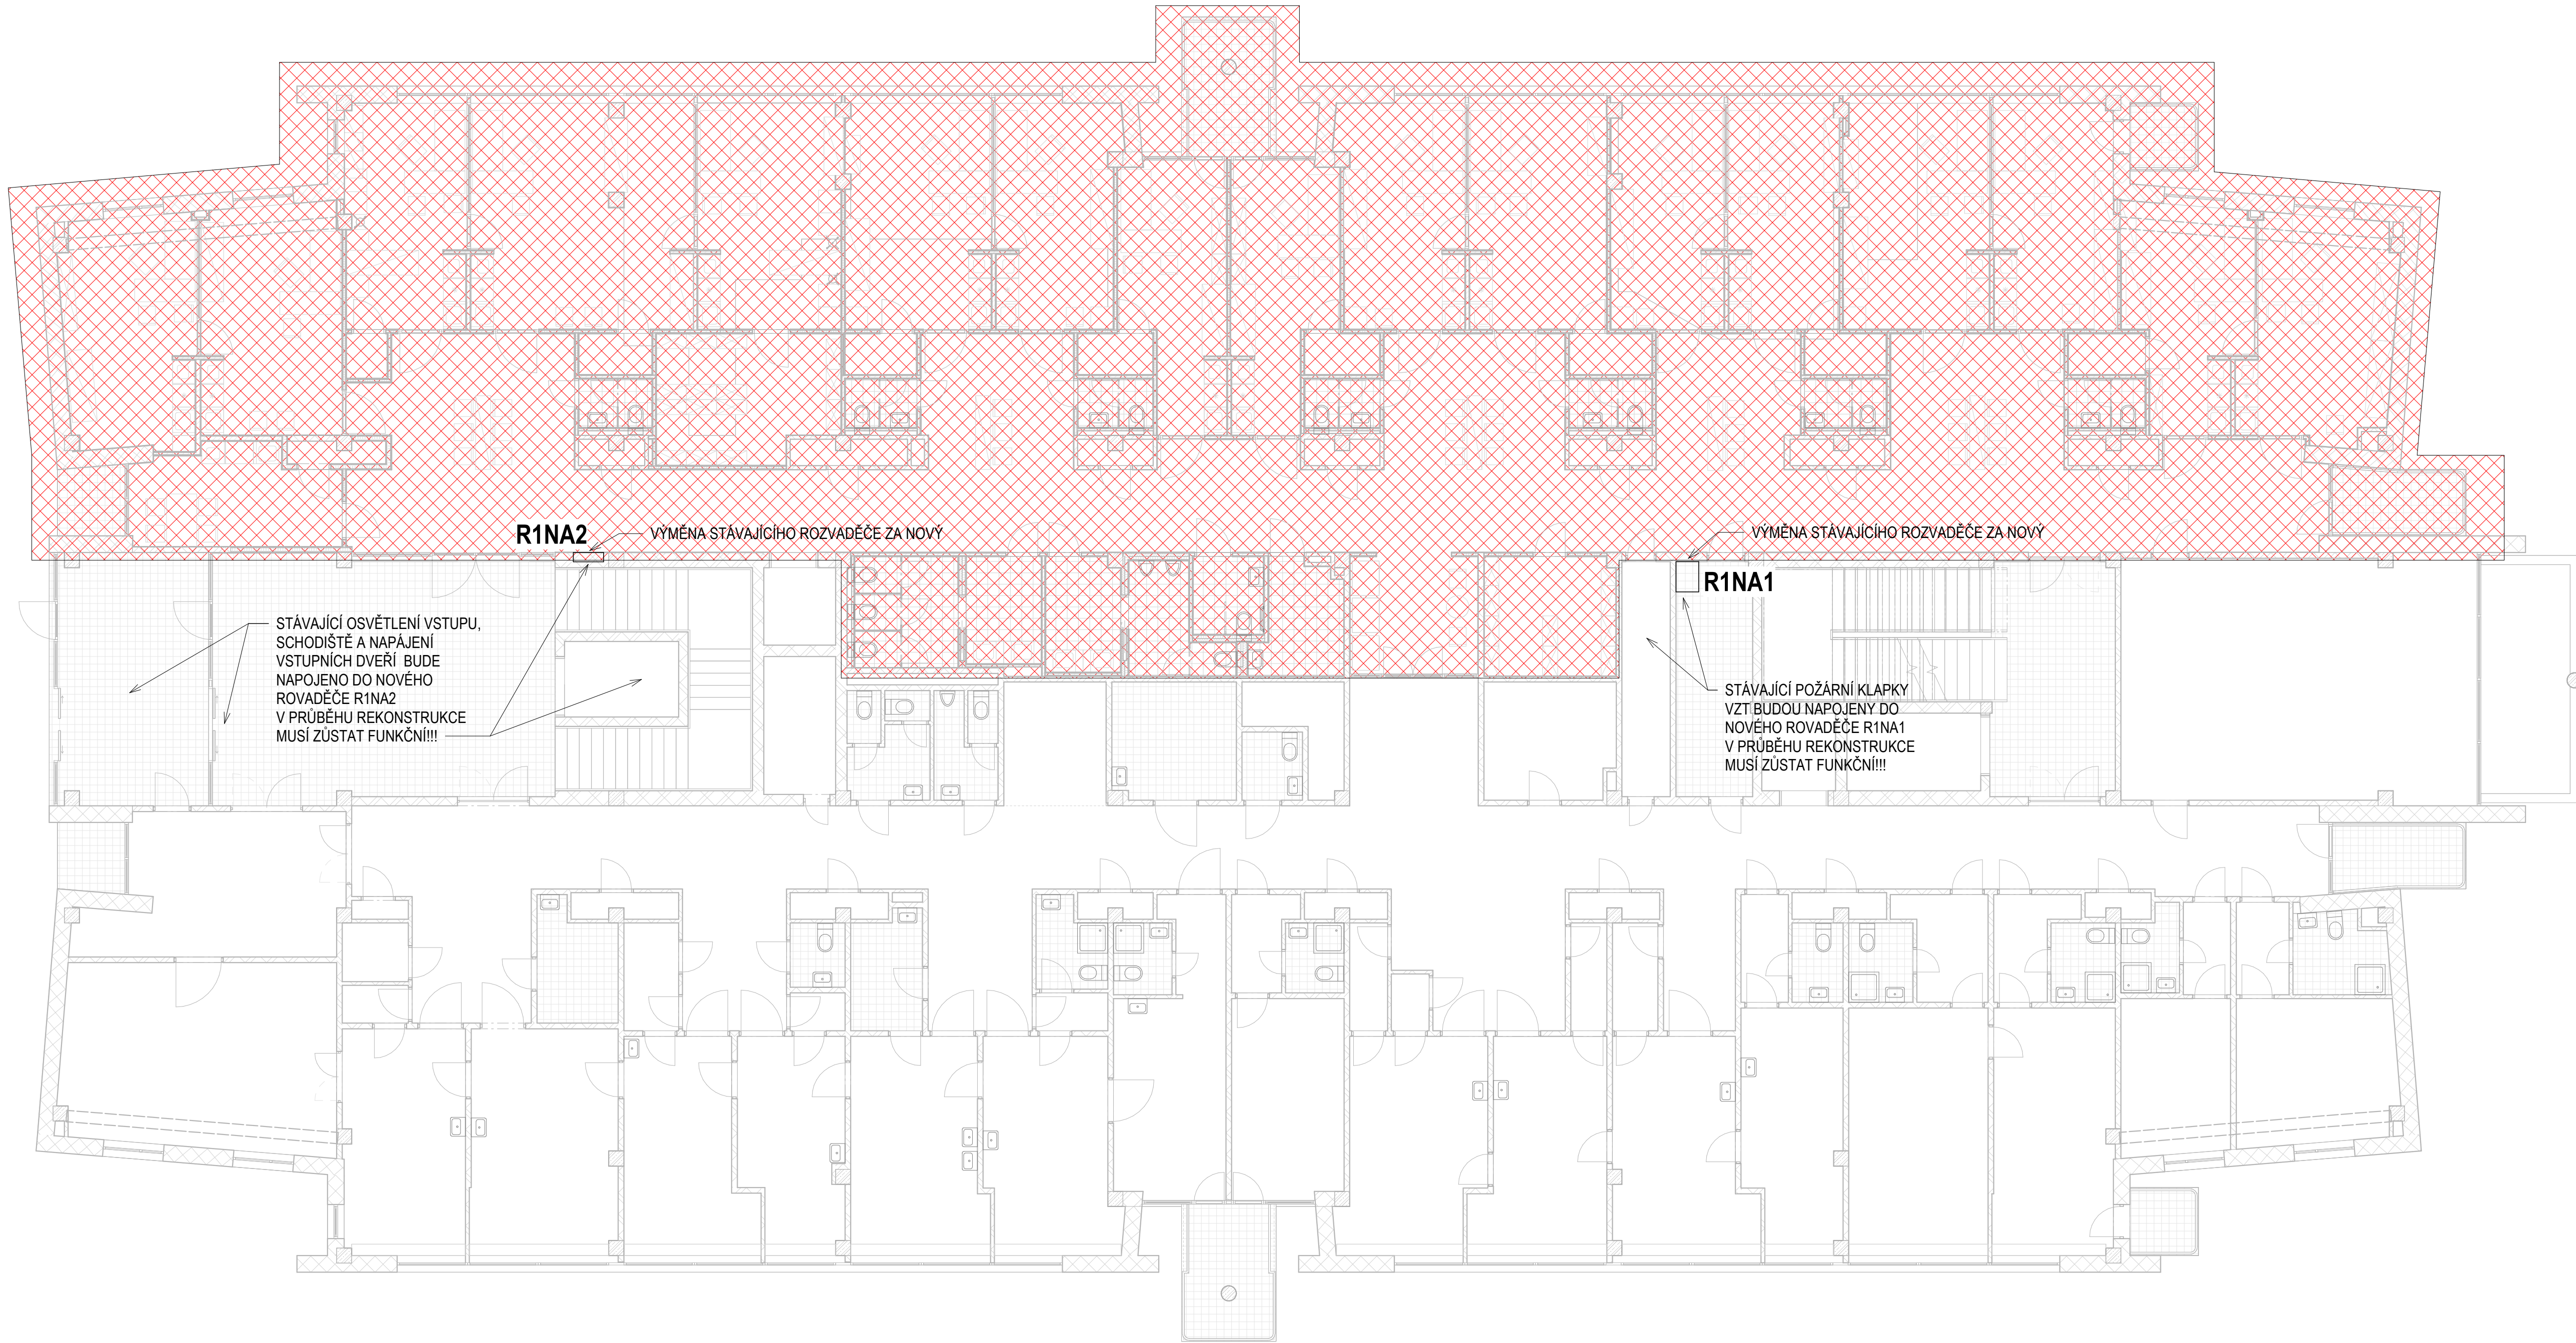 R1NA2
VÝMĚNA STÁVAJÍCÍHO ROZVADĚČE ZA NOVÝ
VÝMĚNA STÁVAJÍCÍHO ROZVADĚČE ZA NOVÝ
R1NA1
STÁVAJÍCÍ OSVĚTLENÍ VSTUPU,
SCHODIŠTĚ A NAPÁJENÍ
VSTUPNÍCH DVEŘÍ BUDE
NAPOJENO DO NOVÉHO
ROVADĚČE R1NA2
V PRŮBĚHU REKONSTRUKCE
MUSÍ ZŮSTAT FUNKČNÍ!!!
STÁVAJÍCÍ POŽÁRNÍ KLAPKY
VZT BUDOU NAPOJENY DO
NOVÉHO ROVADĚČE R1NA1
V PRŮBĚHU REKONSTRUKCE
MUSÍ ZŮSTAT FUNKČNÍ!!!